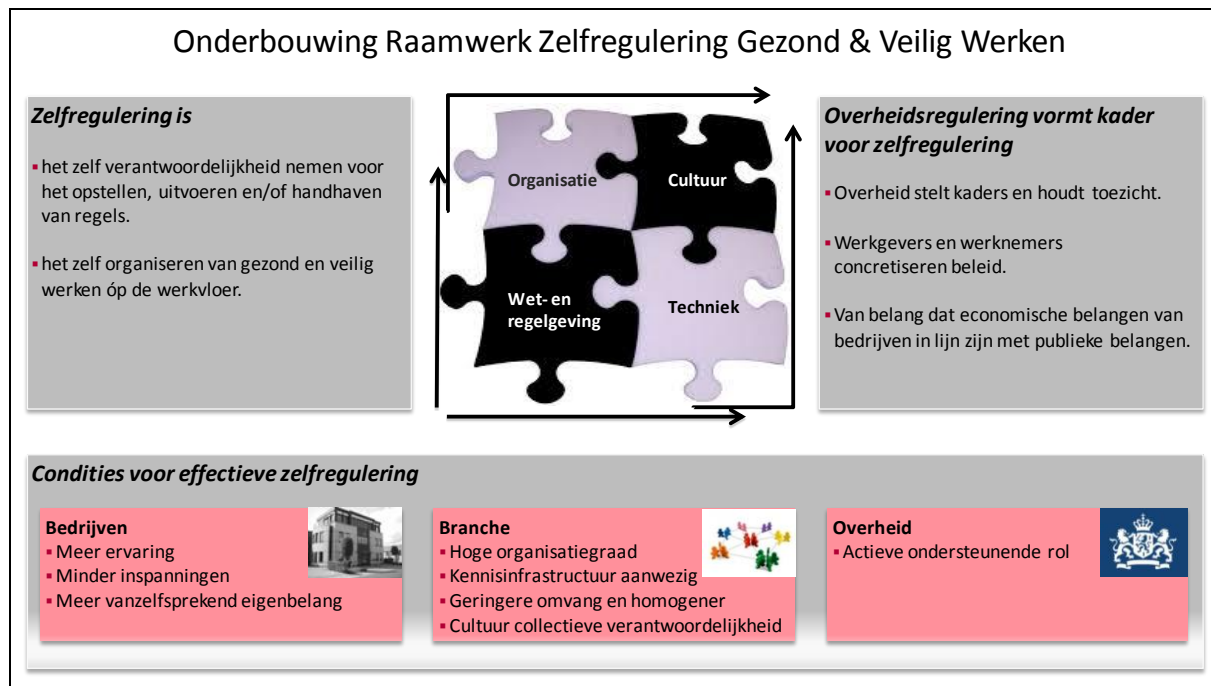 Onderbouwing Raamwerk Zelfregulering Gezond & Veilig Werken
Zelfregulering is
▪ het zelf verantwoordelijkheid nemen voor
het opstellen, uitvoeren en/of handhaven
van regels.
▪ het zelf organiseren van gezond en veilig
werken óp de werkvloer.
Organisatie
Cultuur
Wet- en
regelgeving
Techniek
Overheidsregulering vormt kader
voor zelfregulering
▪ Overheid stelt kaders en houdt toezicht.
▪ Werkgevers en werknemers
concretiseren beleid.
▪ Van belang dat economische belangen van
bedrijven in lijn zijn met publieke belangen.
Condities voor effectieve zelfregulering
Bedrijven
▪ Meer ervaring
▪ Minder inspanningen
▪ Meer vanzelfsprekend eigenbelang
Branche
▪ Hoge organisatiegraad
▪ Kennisinfrastructuur aanwezig
▪ Geringere omvang en homogener
▪ Cultuur collectieve verantwoordelijkheid
Overheid
▪ Actieve ondersteunende rol